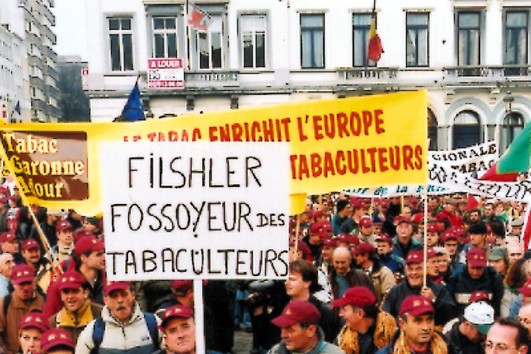 A LOUER
LE TABAC ENRICHIT L'EUROPE
TABACULTEURS
Tabac
Garonne
Adour
FILSHLER
FOSSOYEUR DES
TABACULTEURS